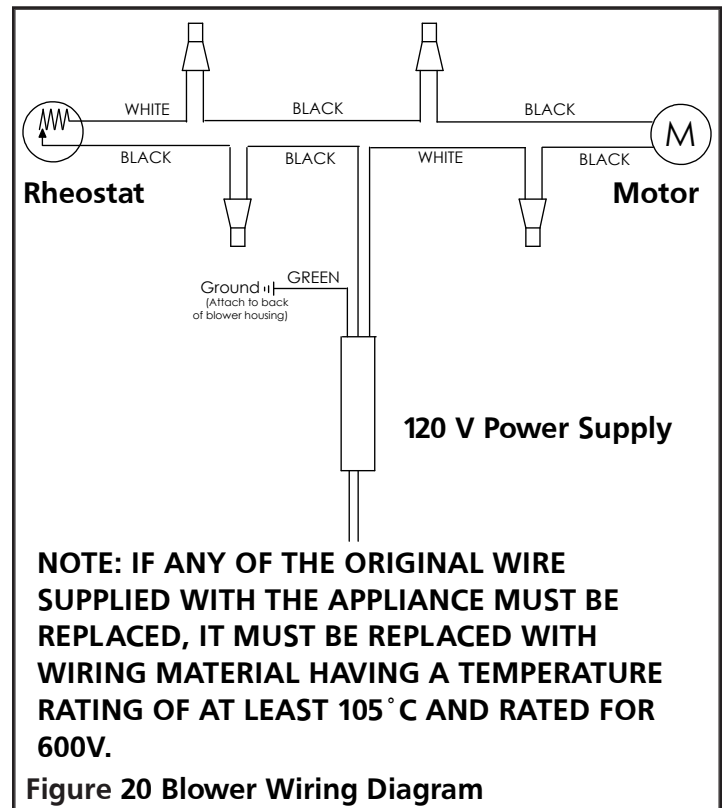 WHITE BLACK BLACK
M
BLACK BLACK WHITE BLACK
Rheostat Motor
Ground GREEN
(Attach to back
of blower housing)
120 V Power Supply
NOTE: IF ANY OF THE ORIGINAL WIRE
SUPPLIED WITH THE APPLIANCE MUST BE
REPLACED, IT MUST BE REPLACED WITH
WIRING MATERIAL HAVING A TEMPERATURE
RATING OF AT LEAST 105˚C AND RATED FOR
600V.
Figure 20 Blower Wiring Diagram